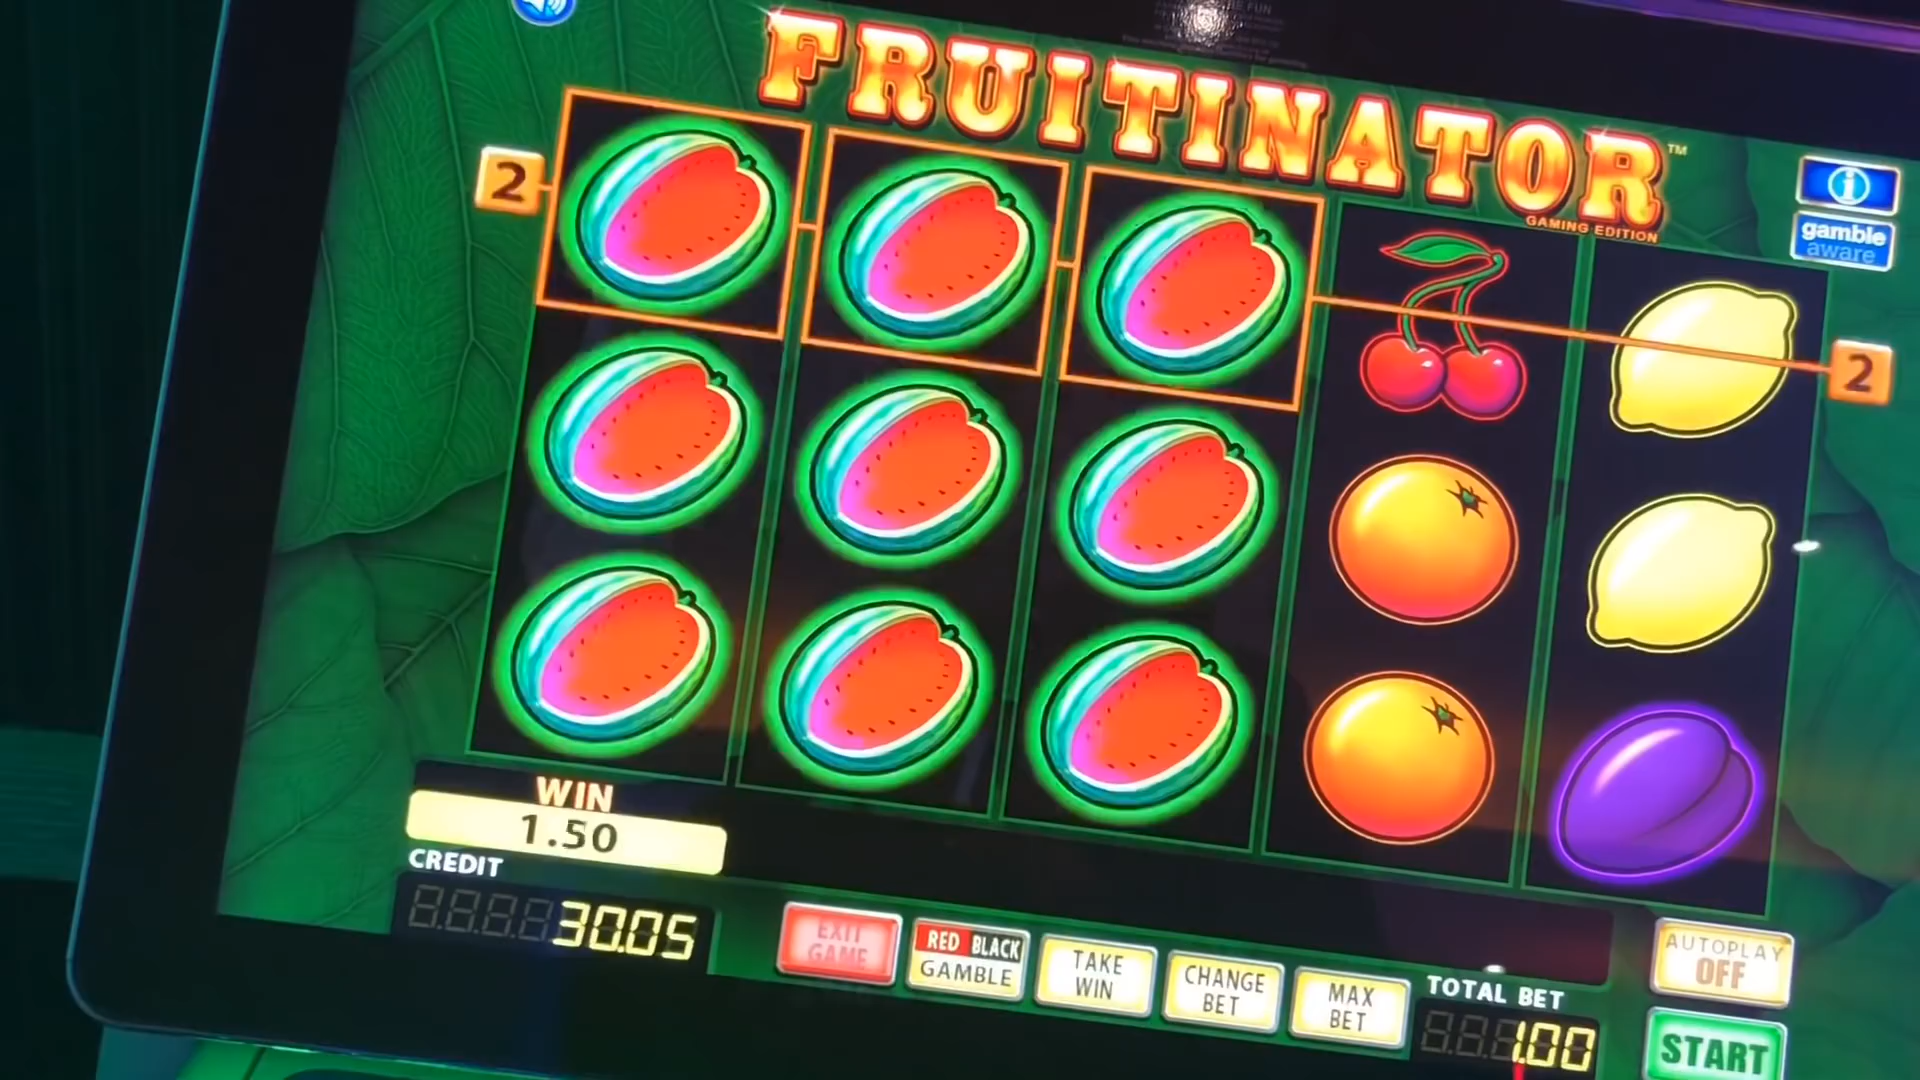 FRUITINATOR™
GAMING EDITION
gamble
aware
2
2
WIN
1.50
CREDIT
30.05
EXIT
GAME
RED BLACK
GAMBLE
TAKE
WIN
CHANGE
BET
MAX
BET
TOTAL BET
1.00
AUTOPLAY
OFF
START